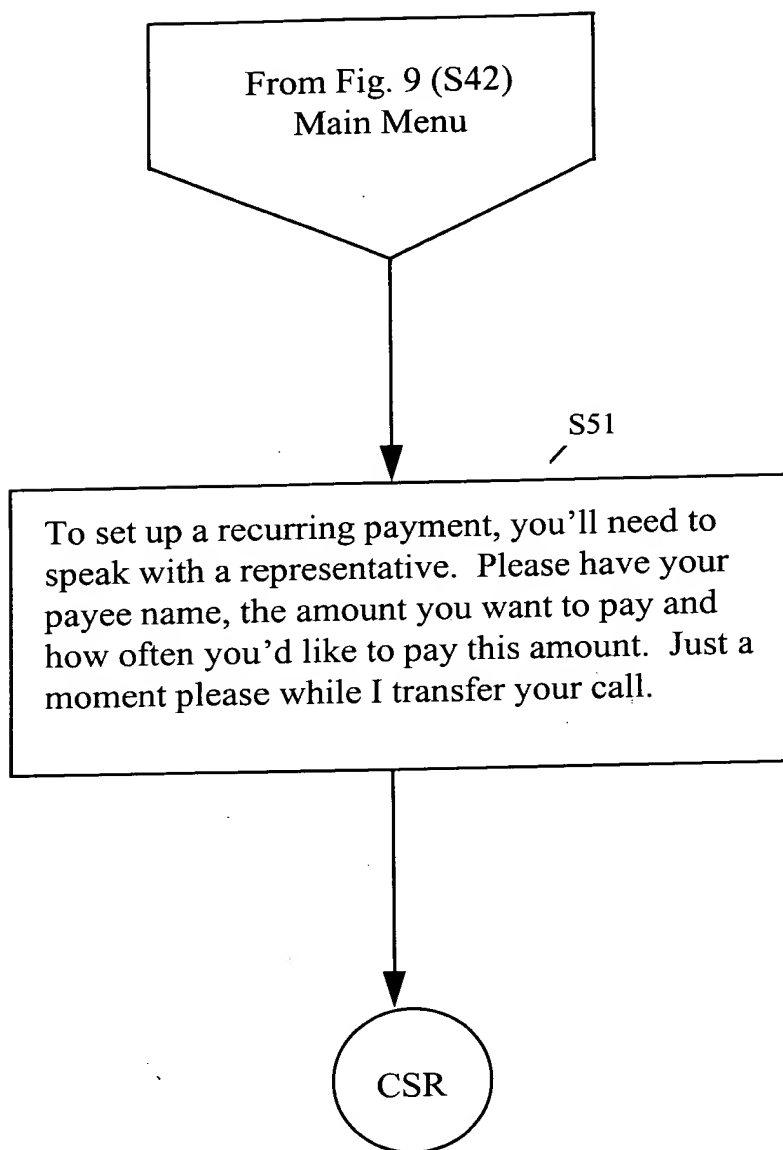 From Fig. 9 (S42)
Main Menu
S51
To set up a recurring payment, you’ll need to
speak with a representative.  Please have your
payee name, the amount you want to pay and
how often you’d like to pay this amount.  Just a
moment please while I transfer your call.
CSR